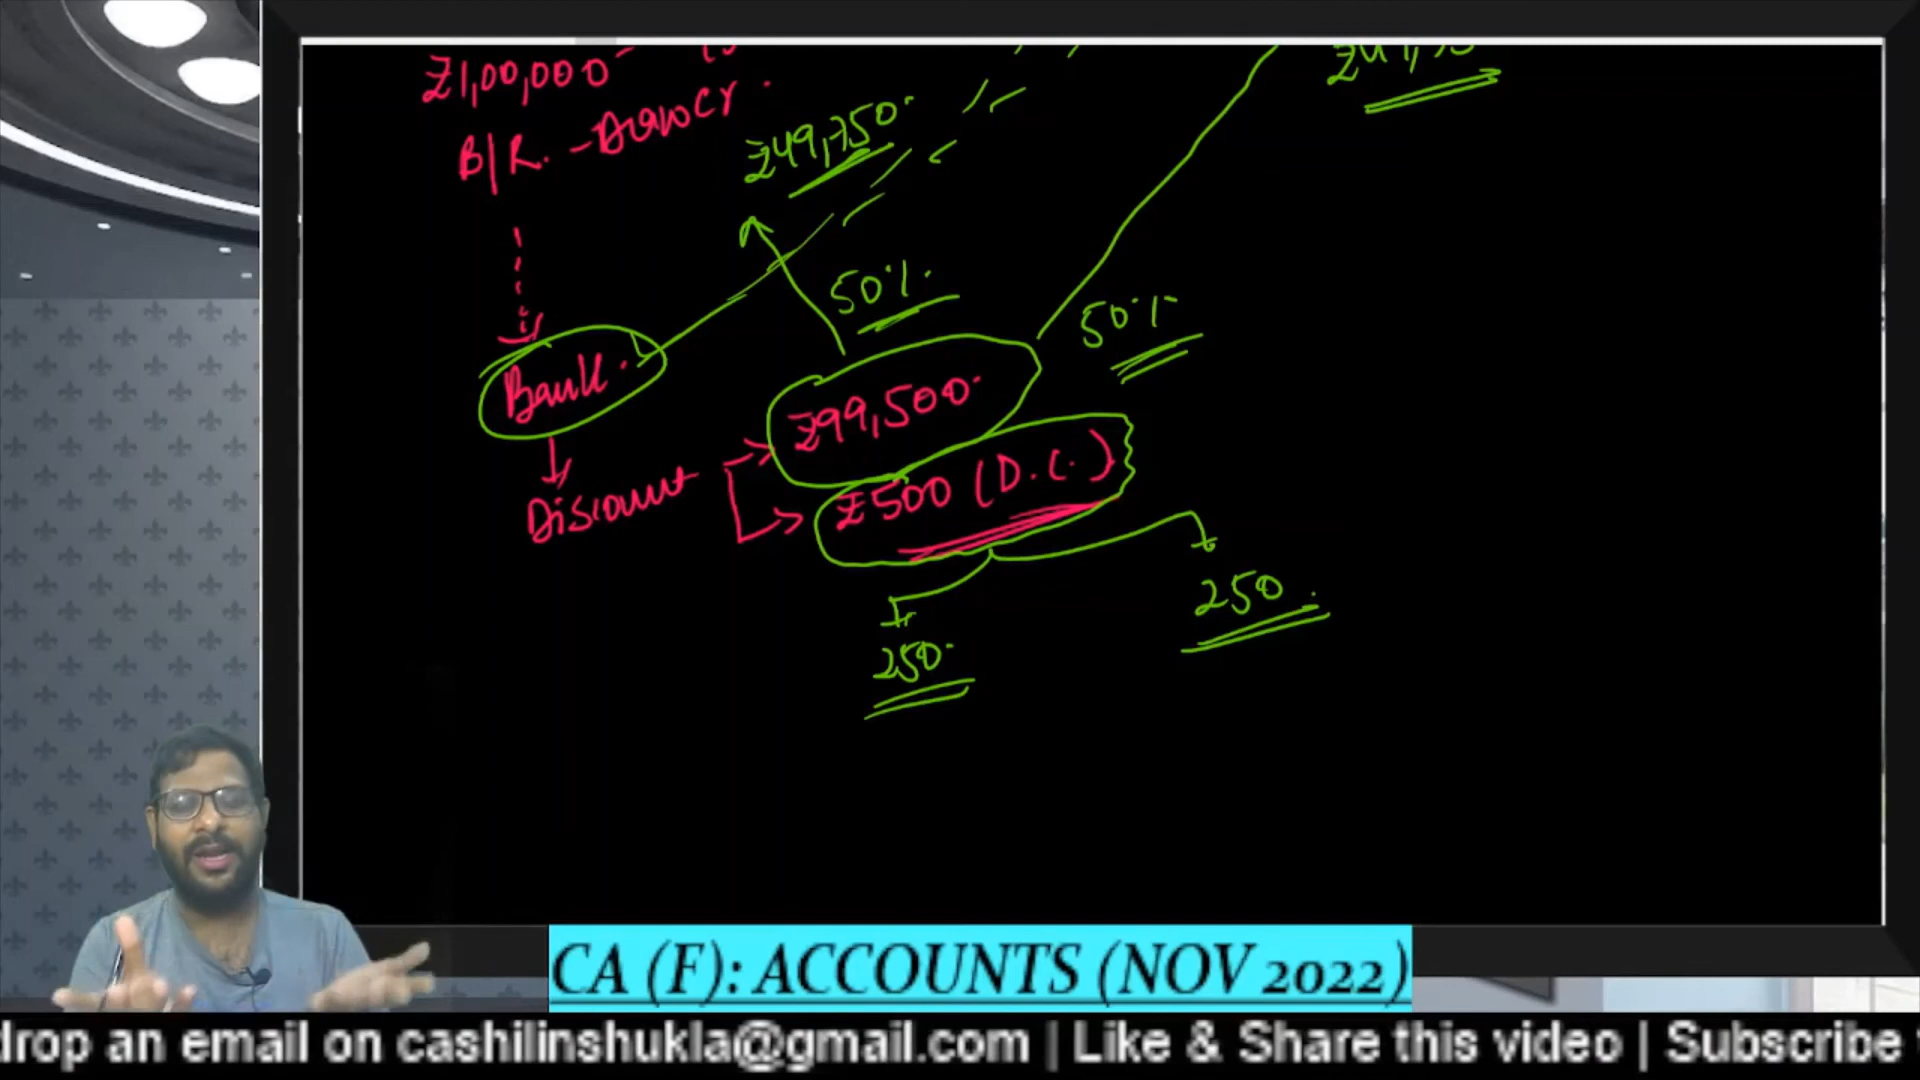 ₹1,00,000
B/R. - Drawer.
₹49,750
50%.
50%
Bank.
₹99,500
Discount
₹500 (D.C.)
250.
250
CA (F): ACCOUNTS (NOV 2022)
drop an email on cashilinshukla@gmail.com | Like & Share this video | Subscribe